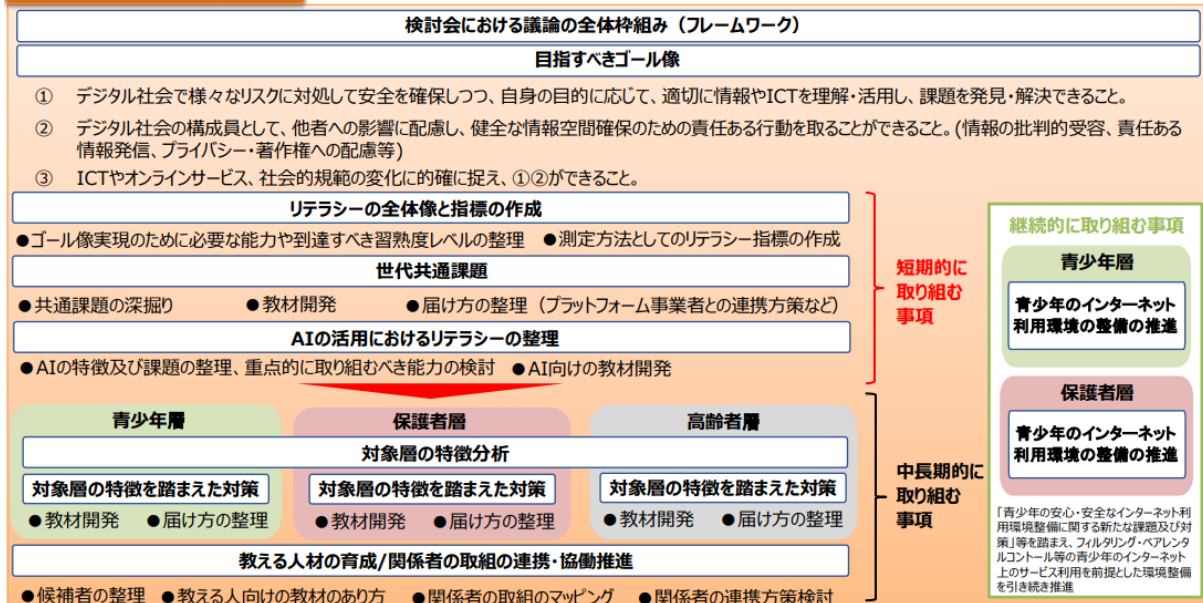 検討会における議論の全体枠組み（フレームワーク）
目指すべきゴール像
① デジタル社会で様々なリスクに対処して安全を確保しつつ、自身の目的に応じて、適切に情報やICTを理解・活用し、課題を発見・解決できること。
② デジタル社会の構成員として、他者への影響に配慮し、健全な情報空間確保のための責任ある行動を取ることができること。(情報の批判的受容、責任ある
情報発信、プライバシー・著作権への配慮等)
③ ICTやオンラインサービス、社会的規範の変化に的確に捉え、①②ができること。
リテラシーの全体像と指標の作成
●ゴール像実現のために必要な能力や到達すべき習熟度レベルの整理 ●測定方法としてのリテラシー指標の作成
世代共通課題
●共通課題の深掘り ●教材開発 ●届け方の整理（プラットフォーム事業者との連携方策など）
AIの活用におけるリテラシーの整理
●AIの特徴及び課題の整理、重点的に取り組むべき能力の検討 ●AI向けの教材開発
短期的に
取り組む
事項
青少年層 保護者層 高齢者層
対象層の特徴分析
対象層の特徴を踏まえた対策 対象層の特徴を踏まえた対策 対象層の特徴を踏まえた対策
●教材開発 ●届け方の整理 ●教材開発 ●届け方の整理 ●教材開発 ●届け方の整理
教える人材の育成/関係者の取組の連携・協働推進
●候補者の整理 ●教える人向けの教材のあり方 ●関係者の取組のマッピング ●関係者の連携方策検討
中長期的に
取り組む
事項
継続的に取り組む事項
青少年層
青少年のインターネット
利用環境の整備の推進
保護者層
青少年のインターネット
利用環境の整備の推進
「青少年の安心・安全なインターネット利
用環境整備に関する新たな課題及び対
策」等を踏まえ、フィルタリング・ペアレンタ
ルコントロール等の青少年のインターネット
上のサービス利用を前提とした環境整備
を引き続き推進